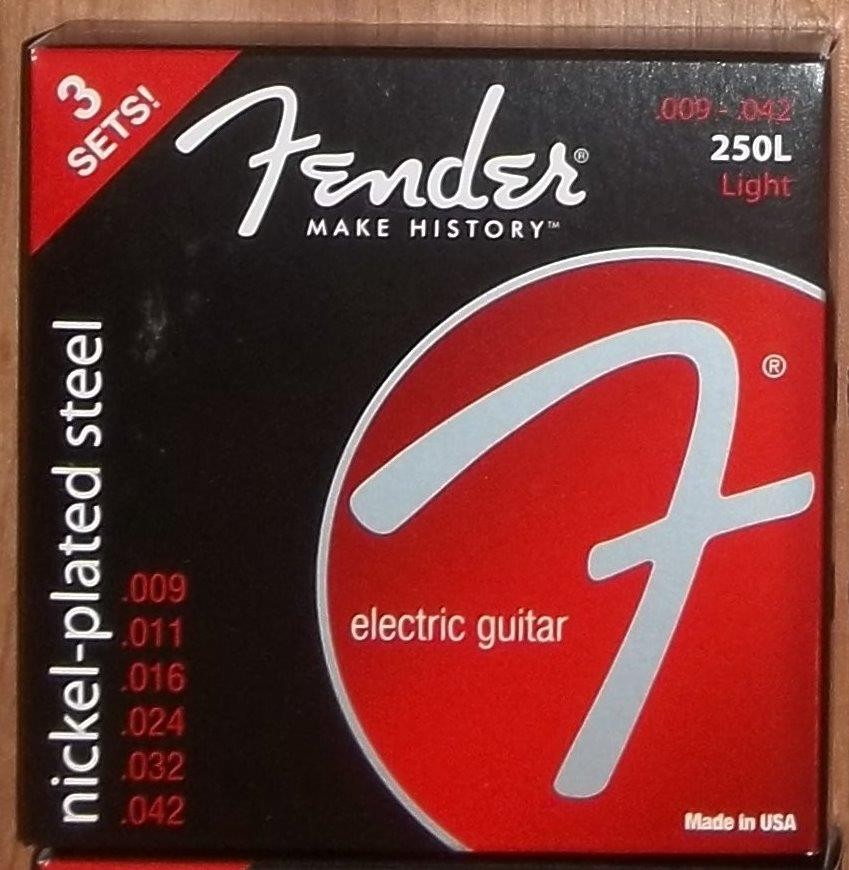 3
SETS!
Fender®
MAKE HISTORY™
.009 - .042
250L
Light
F®
electric guitar
nickel-plated steel
.009
.011
.016
.024
.032
.042
Made in USA